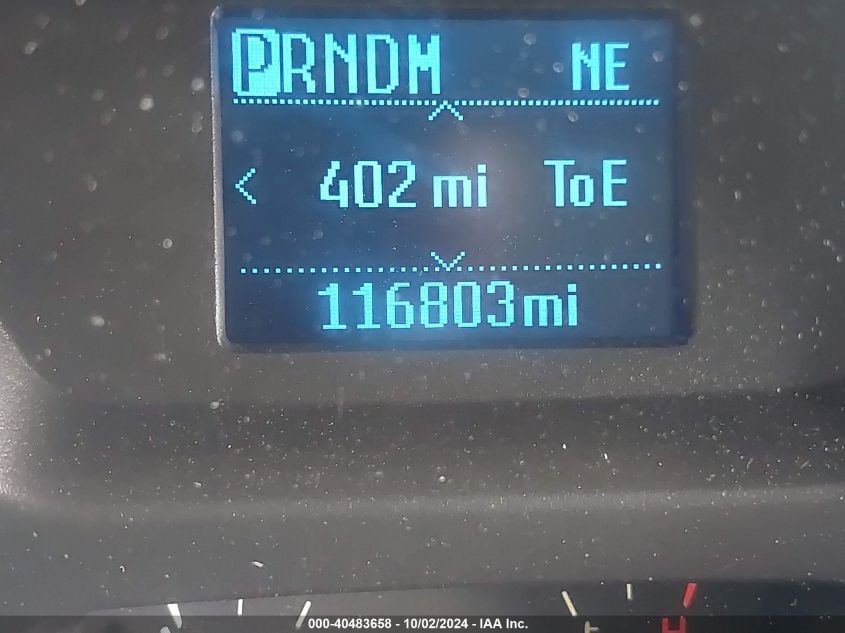 PRNDM NE
< 402 mi ToE
116803mi
H
000-40483658 - 10/02/2024 - IAA Inc.